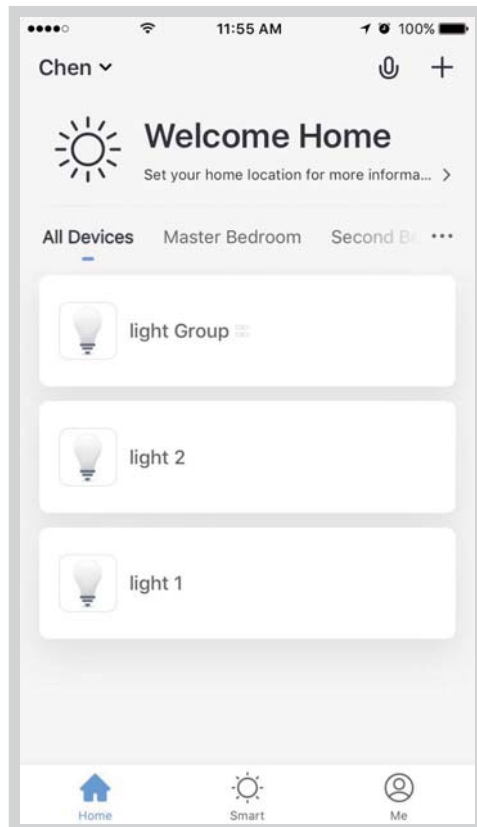 11:55 AM 100%
Chen
Welcome Home
Set your home location for more informa...
All Devices Master Bedroom Second
light Group
light 2
light 1
Home Smart Me